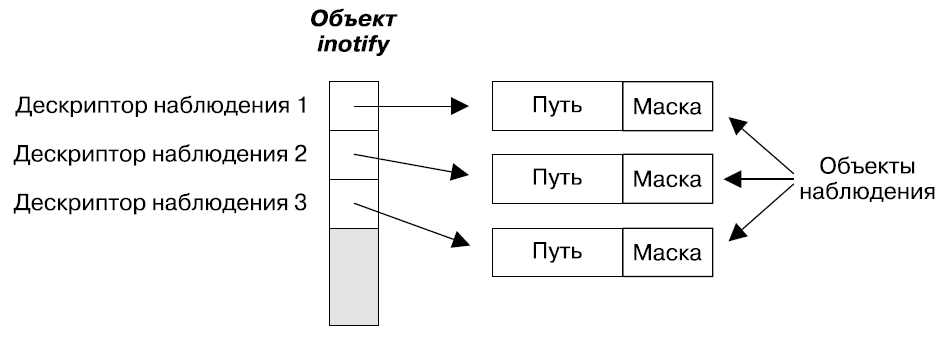 Объект
inotify
Дескриптор наблюдения 1
Путь
Маска
Дескриптор наблюдения 2
Путь
Маска
Дескриптор наблюдения 3
Путь
Маска
Объекты
наблюдения